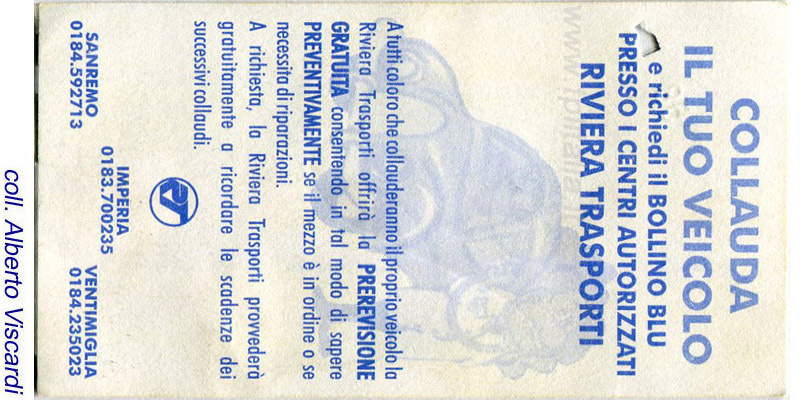 COLLAUDA
IL TUO VEICOLO
e richiedi il BOLLINO BLU
PRESSO I CENTRI AUTORIZZATI
RIVIERA TRASPORTI
A tutti coloro che collauderanno il proprio veicolo la
Riviera Trasporti offrirà la PREREVISIONE
GRATUITA consentendo in tal modo di sapere
PREVENTIVAMENTE se il mezzo è in ordine o se
necessita di riparazioni.
A richiesta, la Riviera Trasporti provvederà
gratuitamente a ricordare le scadenze dei
successivi collaudi.
RT
IMPERIA
0183.700235
SANREMO
0184.592713
VENTIMIGLIA
0184.235023
coll. Alberto Viscardi